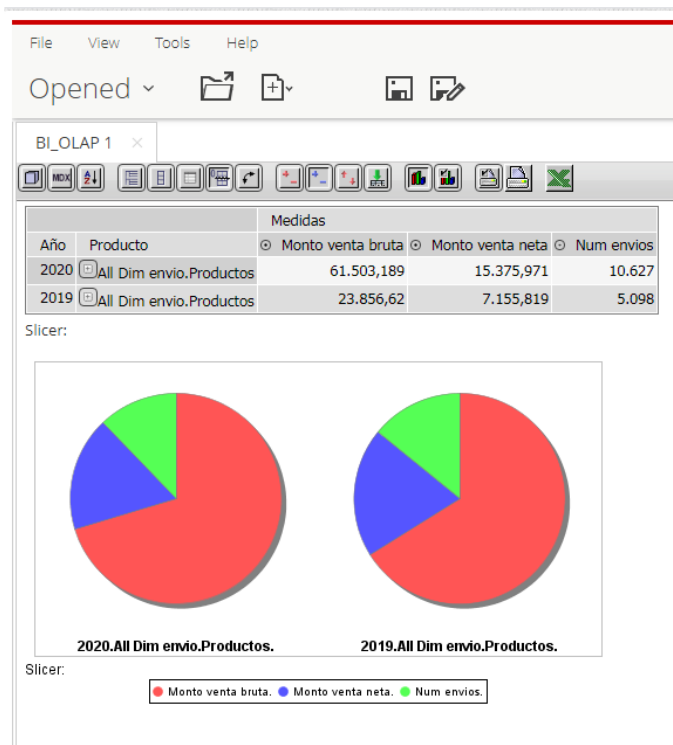 File View Tools Help
Opened
BI_OLAP 1 ×
MDX
Medidas
Año Producto Monto venta bruta Monto venta neta Num envios
2020 All Dim envio.Productos 61.503,189 15.375,971 10.627
2019 All Dim envio.Productos 23.856,62 7.155,819 5.098
Slicer:
2020.All Dim envio.Productos. 2019.All Dim envio.Productos.
Slicer:
Monto venta bruta. Monto venta neta. Num envios.